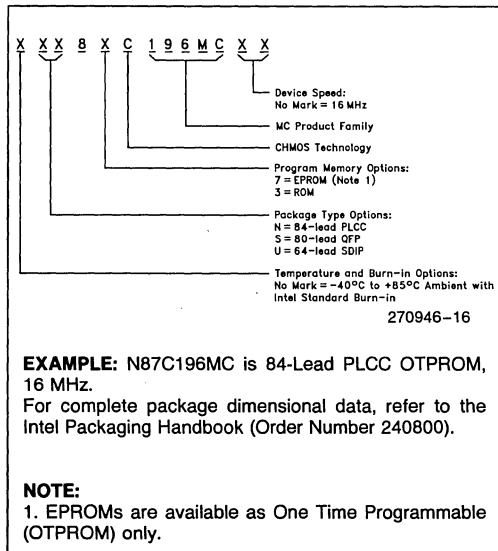 X XX 8 X C 196MC XX
Device Speed:
No Mark = 16 MHz
MC Product Family
CHMOS Technology
Program Memory Options:
7 = EPROM (Note 1)
3 = ROM
Package Type Options:
N = 84-lead PLCC
S = 80-lead QFP
U = 64-lead SDIP
Temperature and Burn-in Options:
No Mark = -40°C to +85°C Ambient with
Intel Standard Burn-in
270946-16
EXAMPLE: N87C196MC is 84-Lead PLCC OTPROM,
16 MHz.
For complete package dimensional data, refer to the
Intel Packaging Handbook (Order Number 240800).
NOTE:
1. EPROMs are available as One Time Programmable
(OTPROM) only.